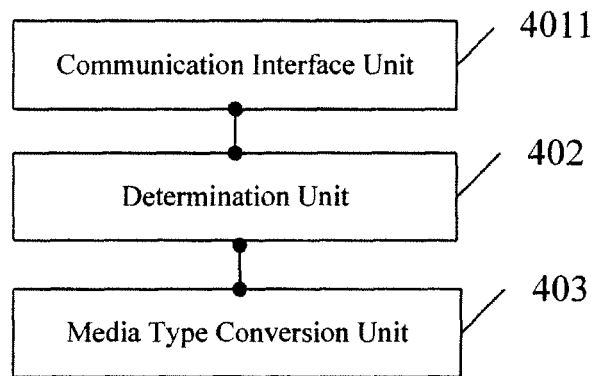 4011
Communication Interface Unit
402
Determination Unit
403
Media Type Conversion Unit